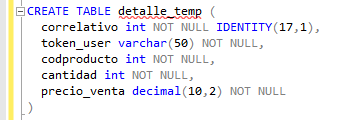 CREATE TABLE detalle_temp (
correlativo int NOT NULL IDENTITY(17,1),
token_user varchar(50) NOT NULL,
codproducto int NOT NULL,
cantidad int NOT NULL,
precio_venta decimal(10,2) NOT NULL
)